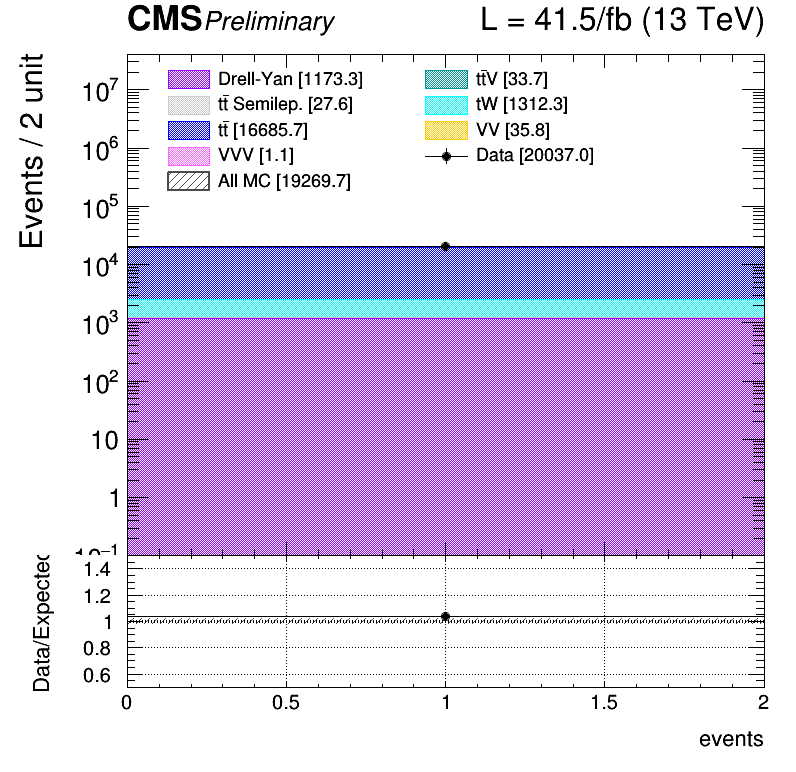 CMS Preliminary L = 41.5/fb (13 TeV)
Events / 2 unit
Drell-Yan [1173.3]
tt̄ Semilep. [27.6]
tt̄ [16685.7]
VVV [1.1]
All MC [19269.7]
tt̄V [33.7]
tW [1312.3]
VV [35.8]
Data [20037.0]
10⁷
10⁶
10⁵
10⁴
10³
10²
10
1
10⁻¹
Data/Expected
1.4
1.2
1
0.8
0.6
0 0.5 1 1.5 2
events